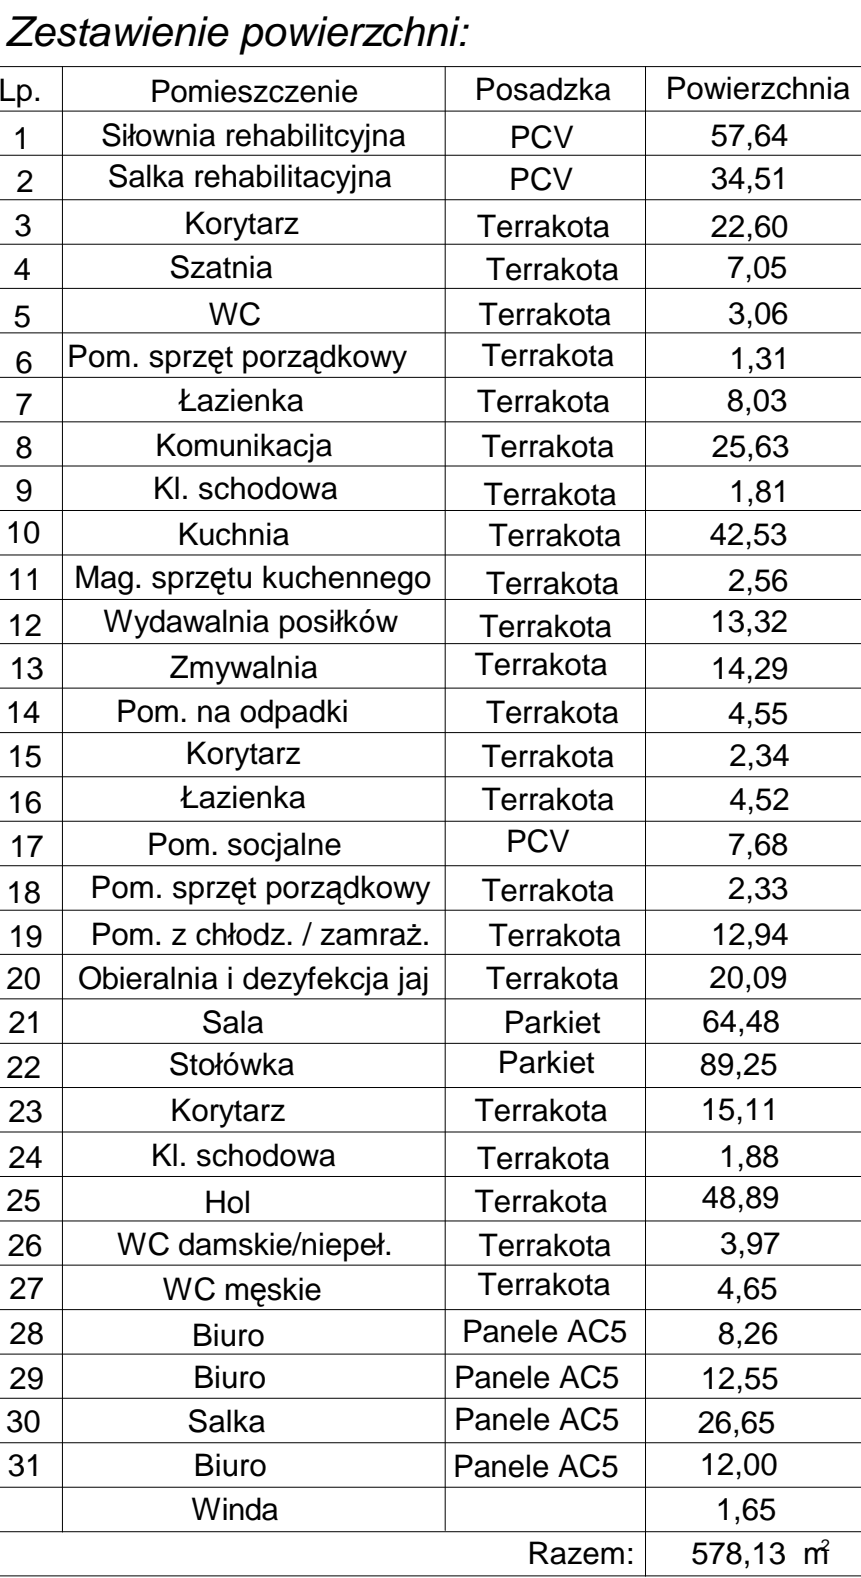 Zestawienie powierzchni:
Lp. Pomieszczenie Posadzka Powierzchnia
1 Siłownia rehabilitcyjna PCV 57,64
2 Salka rehabilitacyjna PCV 34,51
3 Korytarz Terrakota 22,60
4 Szatnia Terrakota 7,05
5 WC Terrakota 3,06
6 Pom. sprzęt porządkowy Terrakota 1,31
7 Łazienka Terrakota 8,03
8 Komunikacja Terrakota 25,63
9 Kl. schodowa Terrakota 1,81
10 Kuchnia Terrakota 42,53
11 Mag. sprzętu kuchennego Terrakota 2,56
12 Wydawalnia posiłków Terrakota 13,32
13 Zmywalnia Terrakota 14,29
14 Pom. na odpadki Terrakota 4,55
15 Korytarz Terrakota 2,34
16 Łazienka Terrakota 4,52
17 Pom. socjalne PCV 7,68
18 Pom. sprzęt porządkowy Terrakota 2,33
19 Pom. z chłodz. / zamraż. Terrakota 12,94
20 Obieralnia i dezyfekcja jaj Terrakota 20,09
21 Sala Parkiet 64,48
22 Stołówka Parkiet 89,25
23 Korytarz Terrakota 15,11
24 Kl. schodowa Terrakota 1,88
25 Hol Terrakota 48,89
26 WC damskie/niepeł. Terrakota 3,97
27 WC męskie Terrakota 4,65
28 Biuro Panele AC5 8,26
29 Biuro Panele AC5 12,55
30 Salka Panele AC5 26,65
31 Biuro Panele AC5 12,00
Winda 1,65
Razem: 578,13 m²